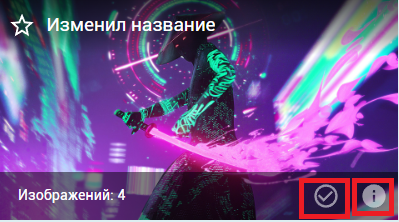 Изменил название
Изображений: 4